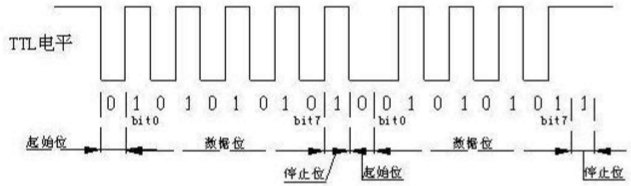 TTL电平
0 1 0 1 0 1 0 1 0 1 0 0 1 0 1 0 1 0 1 1
bit0 bit7 bit0 bit7
起始位 数据位 数据位
停止位 起始位 停止位